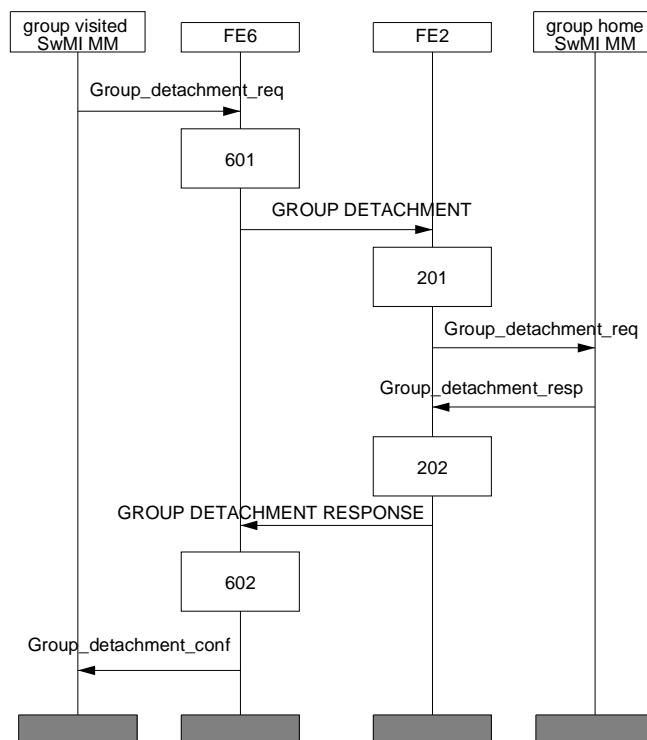 group visited
SwMI MM
FE6
FE2
group home
SwMI MM
Group_detachment_req
601
GROUP DETACHMENT
201
Group_detachment_req
Group_detachment_resp
202
GROUP DETACHMENT RESPONSE
602
Group_detachment_conf